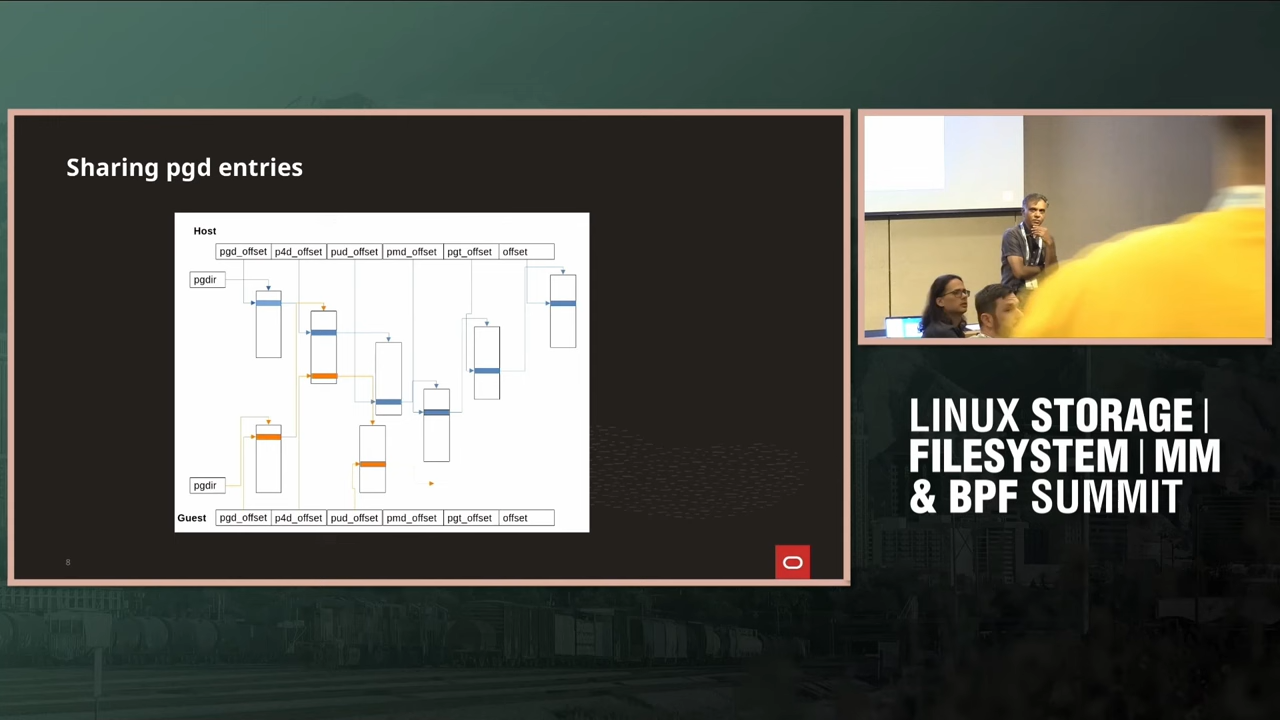 Sharing pgd entries
Host
pgd_offset p4d_offset pud_offset pmd_offset pgt_offset offset
pgdir
pgdir
Guest pgd_offset p4d_offset pud_offset pmd_offset pgt_offset offset
8
LINUX STORAGE |
FILESYSTEM | MM
& BPF SUMMIT